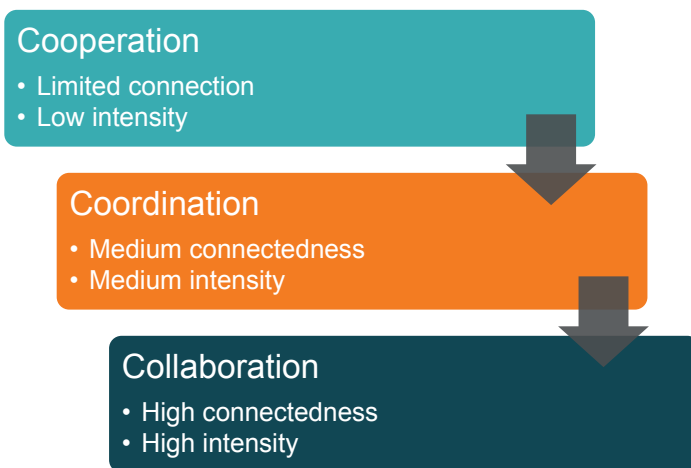 Cooperation
• Limited connection
• Low intensity
Coordination
• Medium connectedness
• Medium intensity
Collaboration
• High connectedness
• High intensity